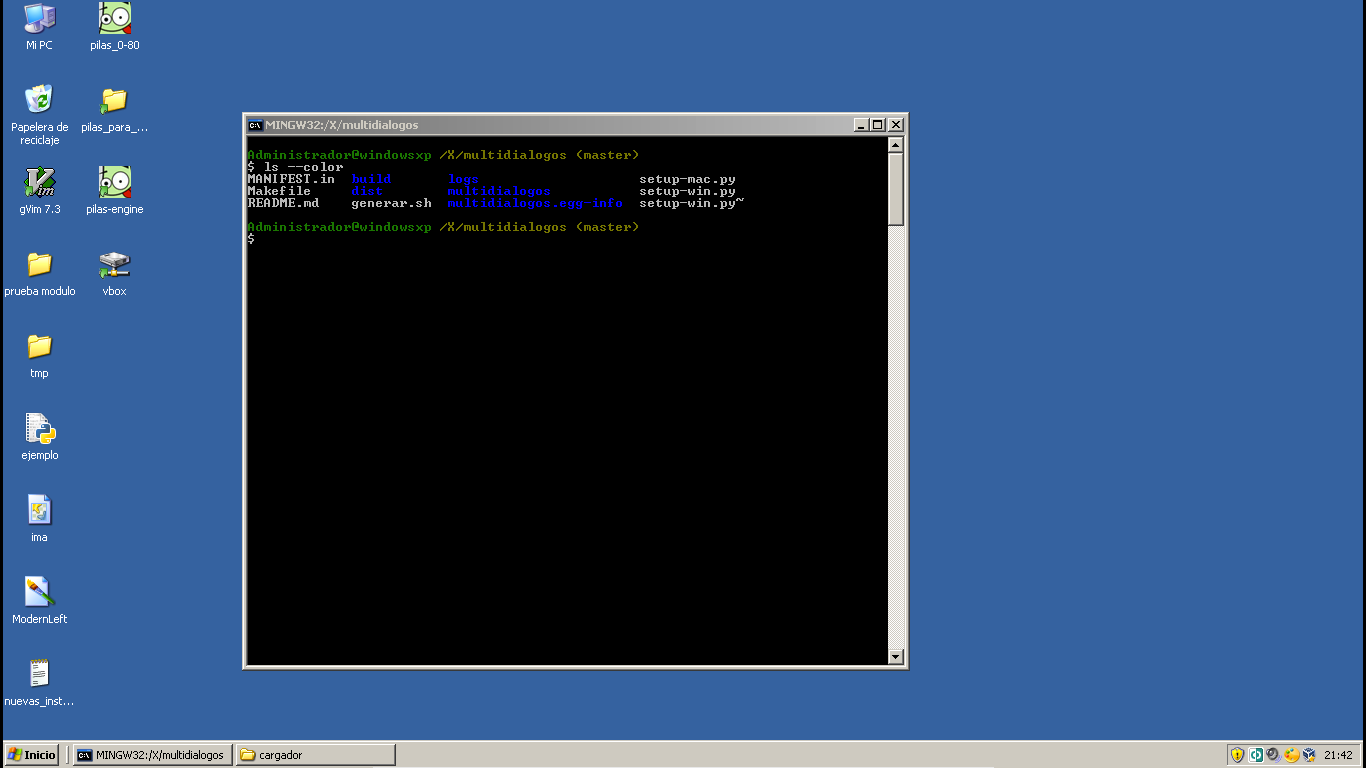 Mi PC
pilas_0-80
Papelera de
reciclaje
pilas_para_...
gVim 7.3
pilas-engine
prueba modulo
vbox
tmp
ejemplo
ima
ModernLeft
nuevas_inst...
MINGW32:/X/multidialogos
Administrador@windowsxp /X/multidialogos (master)
$ ls --color
MANIFEST.in build logs setup-mac.py
Makefile dist multidialogos setup-win.py
README.md generar.sh multidialogos.egg-info setup-win.py~
Administrador@windowsxp /X/multidialogos (master)
$
Inicio
MINGW32:/X/multidialogos
cargador
21:42